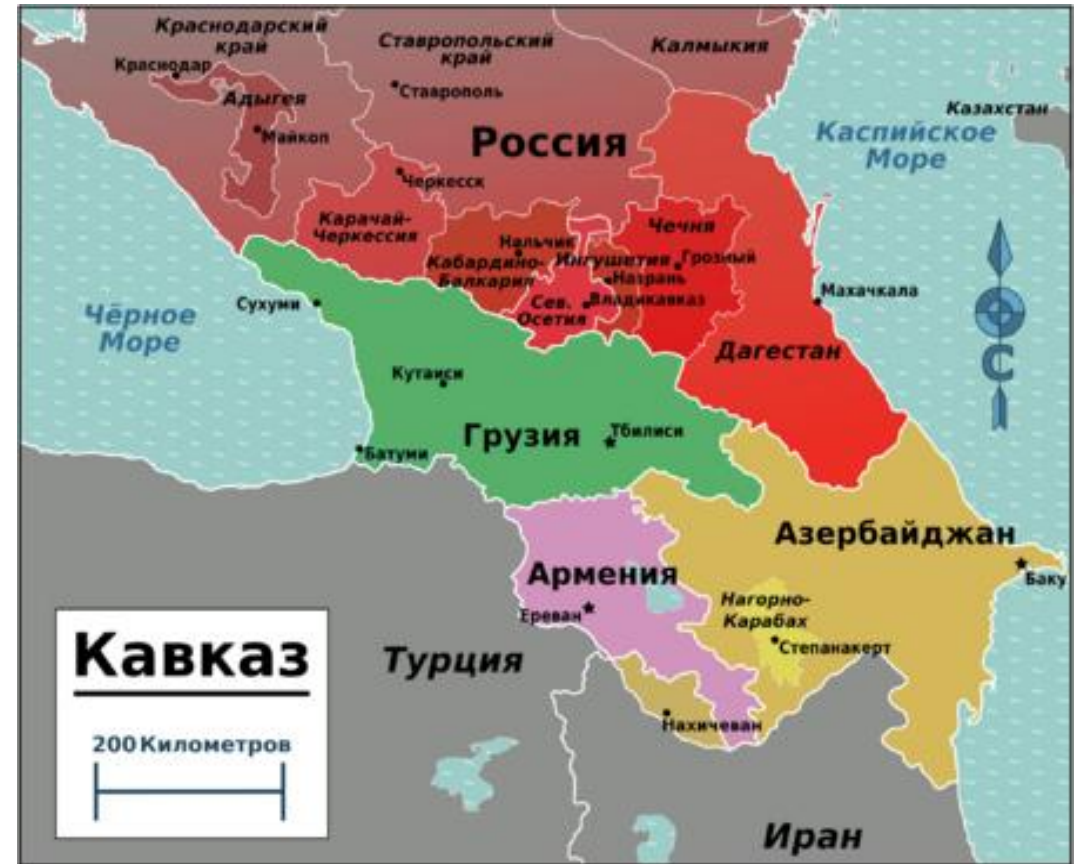 Краснодарский
край
Ставропольский
край
Калмыкия
Краснодар
Ставрополь
Адыгея
Казахстан
Майкоп
Россия
Каспийское
Море
Черкесск
Карачай-
Черкессия
Чечня
Нальчик
Кабардино-
Балкария
Ингушетия
Грозный
Назрань
Сев.
Осетия
Владикавказ
Махачкала
Сухуми
Чёрное
Море
Дагестан
С
Кутаиси
Грузия
Тбилиси
Батуми
Азербайджан
Армения
Баку
Ереван
Нагорно-
Карабах
Степанакерт
Кавказ
Турция
Нахичеван
200 Километров
Иран